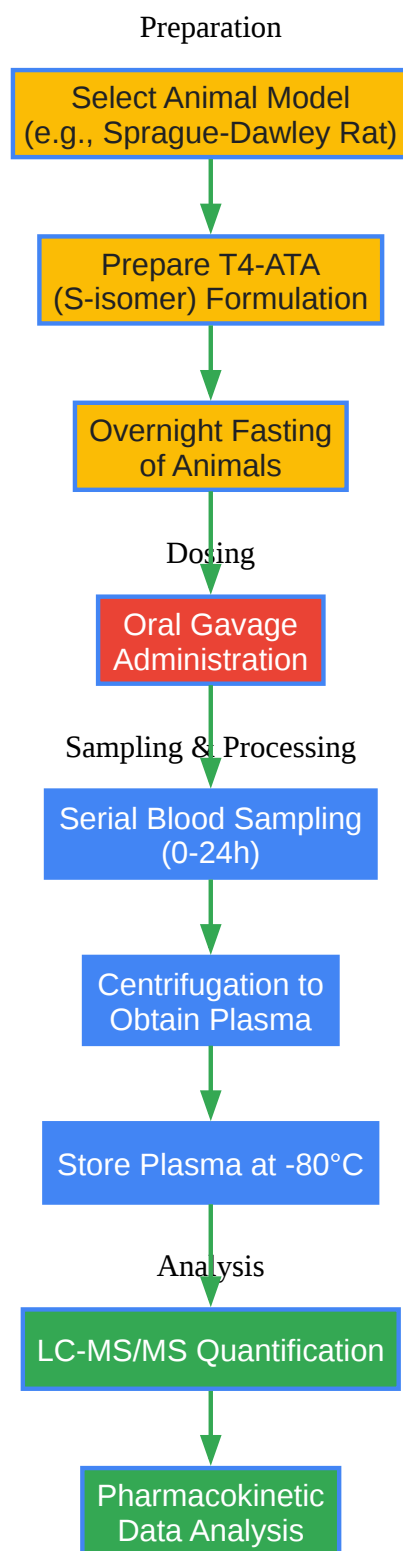 Preparation
Select Animal Model
(e.g., Sprague-Dawley Rat)
Prepare T4-ATA
(S-isomer) Formulation
Overnight Fasting
of Animals
Dosing
Oral Gavage
Administration
Sampling & Processing
Serial Blood Sampling
(0-24h)
Centrifugation to
Obtain Plasma
Store Plasma at -80°C
Analysis
LC-MS/MS Quantification
Pharmacokinetic
Data Analysis